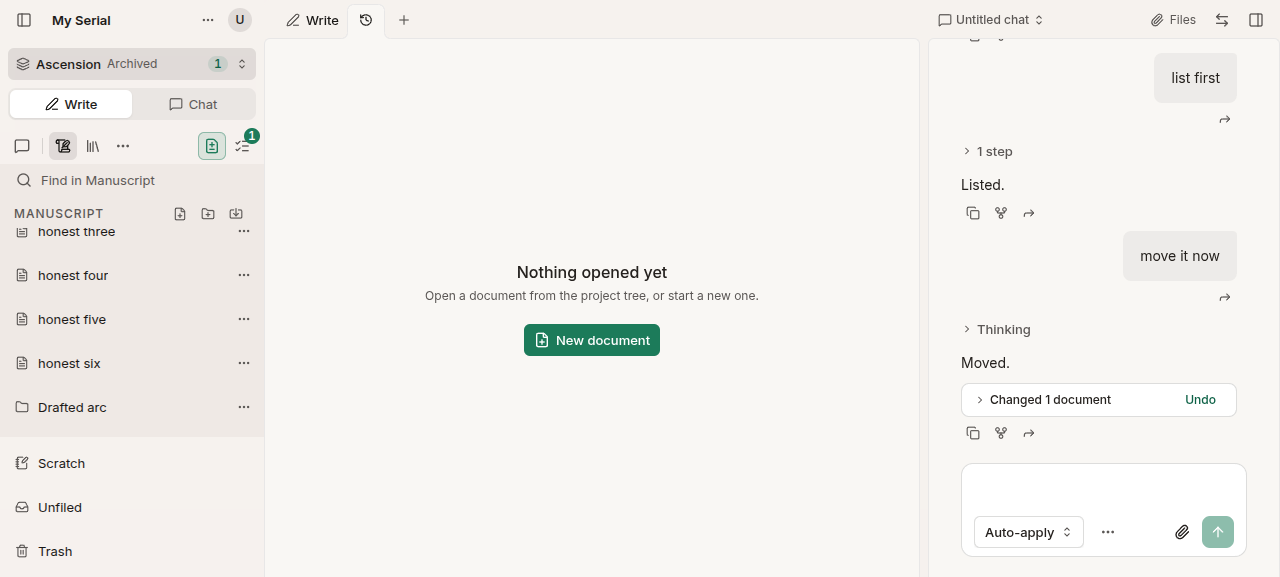 My Serial
U
Write
Untitled chat
Files
Ascension Archived 1
Write
Chat
1
Find in Manuscript
MANUSCRIPT
honest three
honest four
honest five
honest six
Drafted arc
Scratch
Unfiled
Trash
Nothing opened yet
Open a document from the project tree, or start a new one.
New document
list first
1 step
Listed.
move it now
Thinking
Moved.
Changed 1 document
Undo
Auto-apply